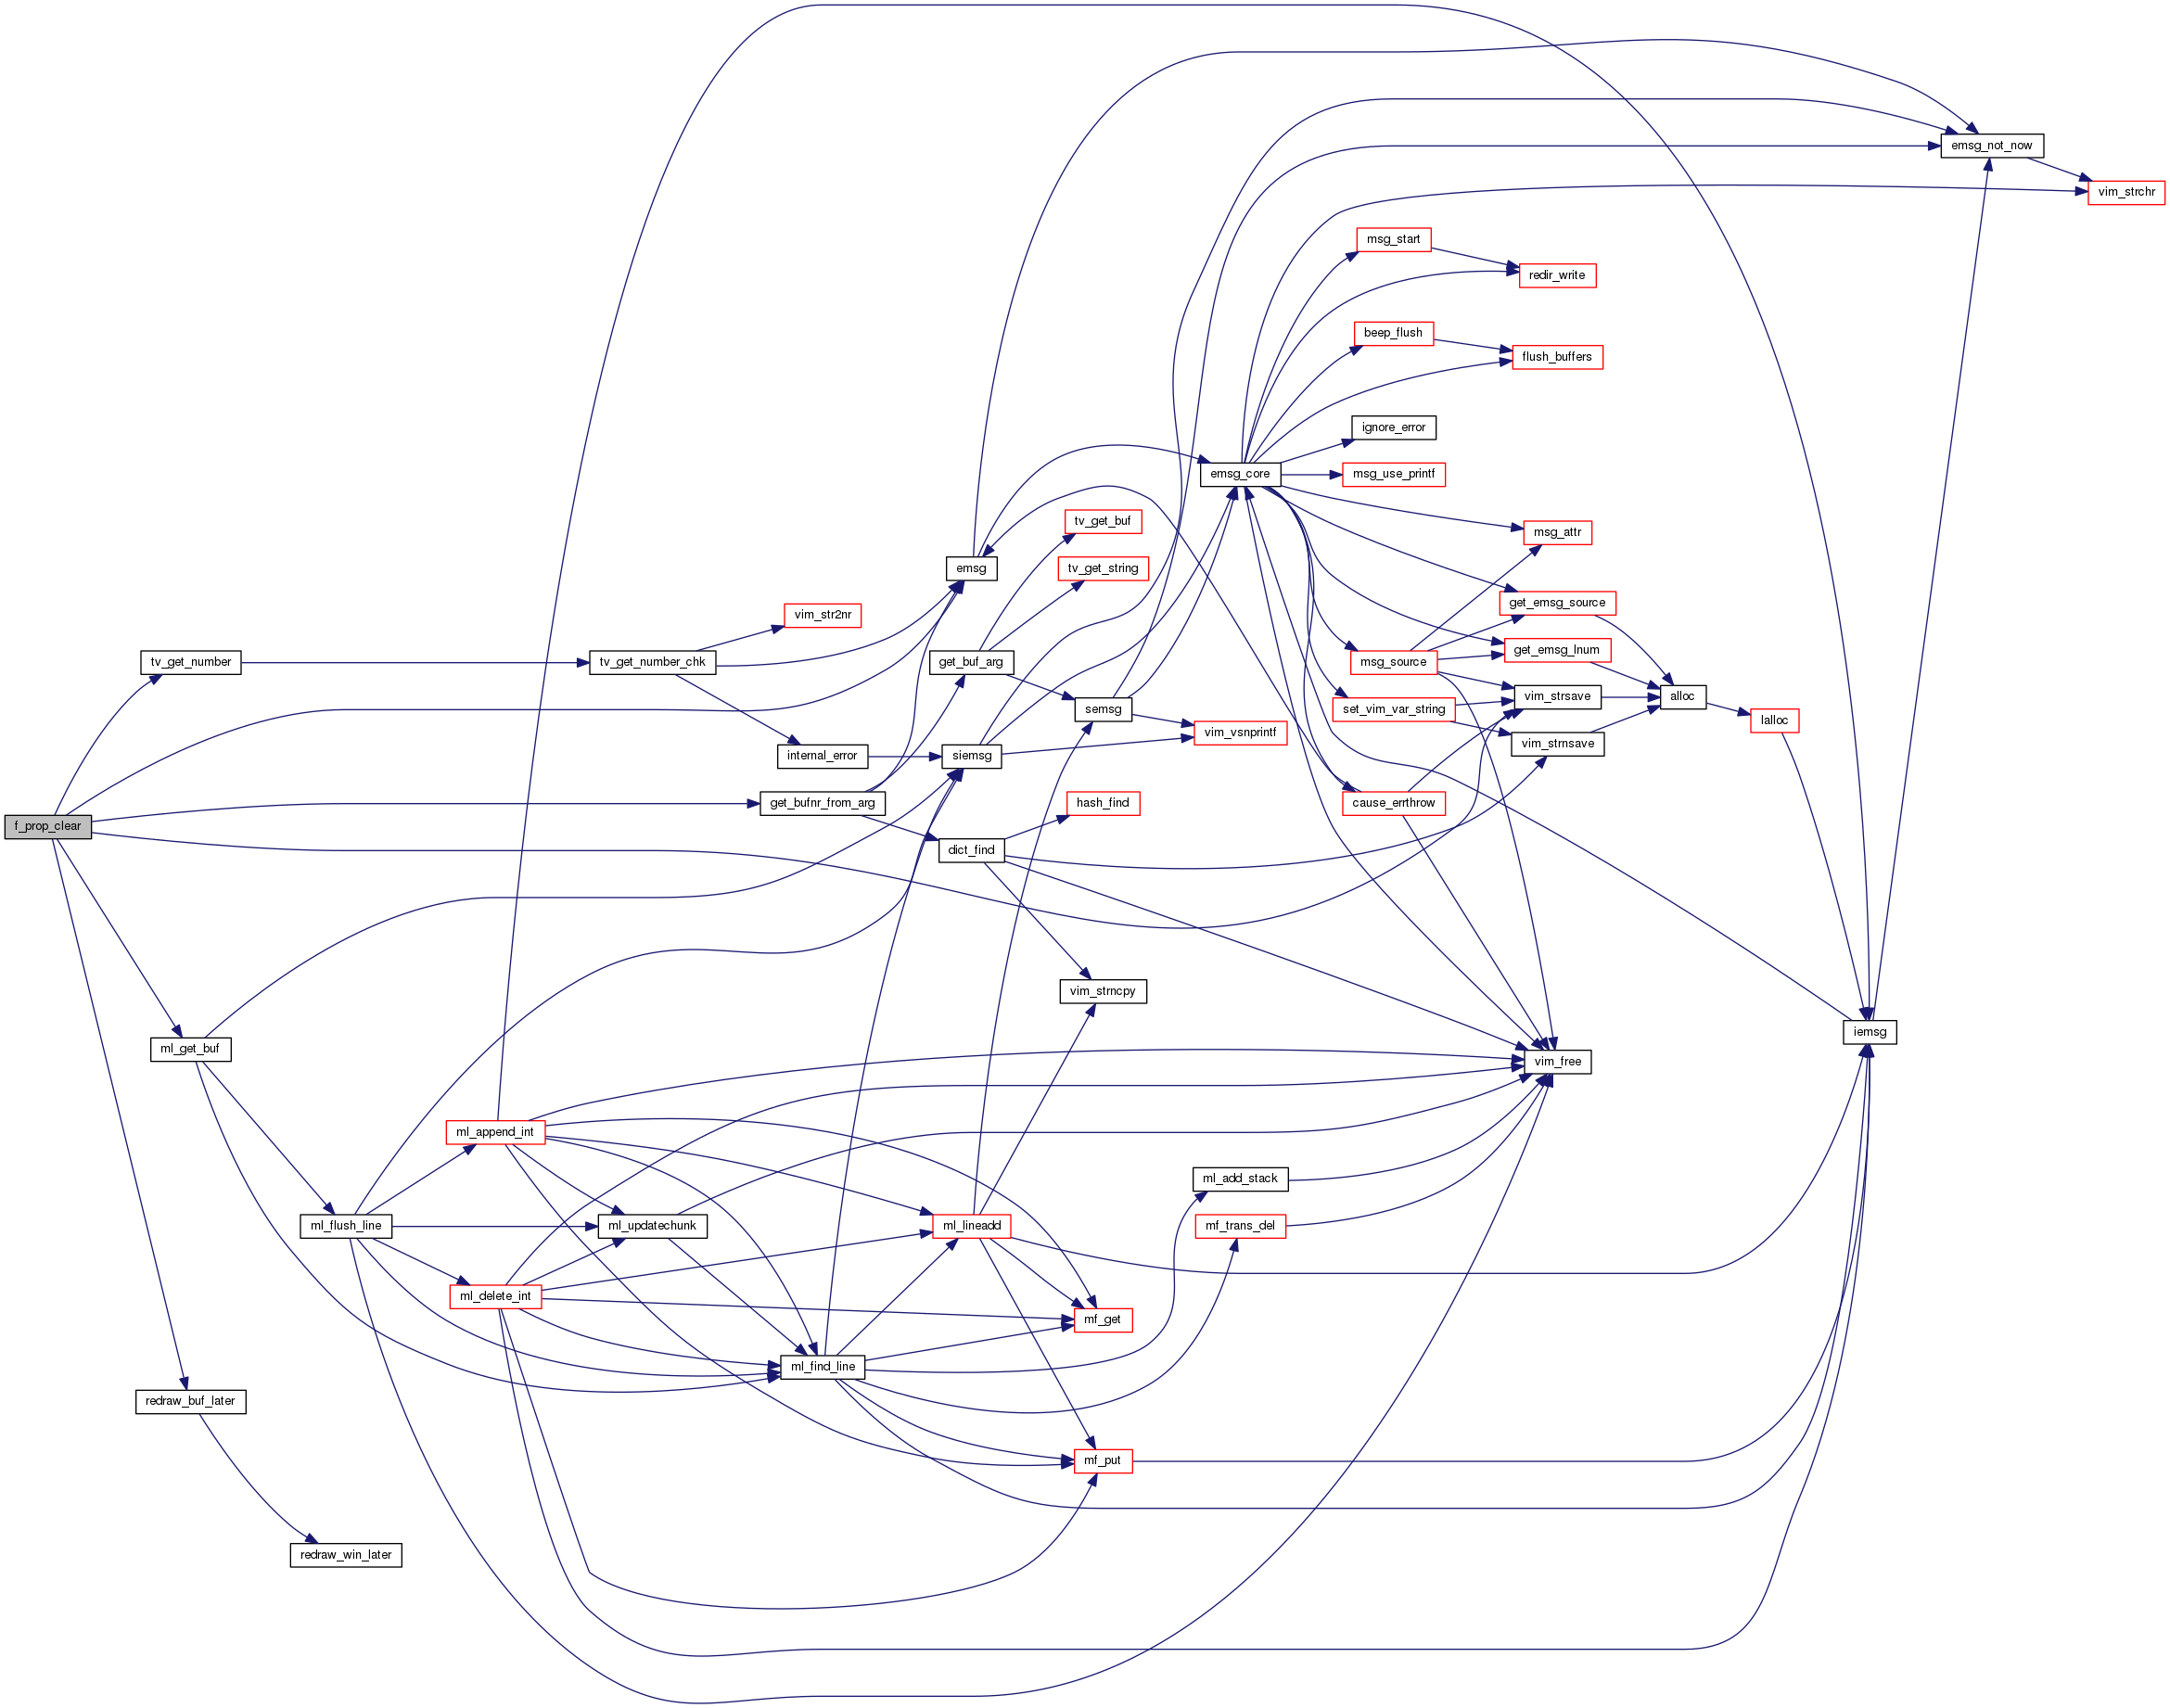 f_prop_clear
tv_get_number
ml_get_buf
redraw_buf_later
redraw_win_later
ml_flush_line
ml_append_int
ml_delete_int
tv_get_number_chk
ml_updatechunk
vim_str2nr
internal_error
get_bufnr_from_arg
ml_find_line
emsg
get_buf_arg
siemsg
dict_find
ml_lineadd
tv_get_buf
tv_get_string
semsg
hash_find
vim_strncpy
mf_get
mf_put
emsg_core
vim_vsnprintf
ml_add_stack
mf_trans_del
msg_start
beep_flush
ignore_error
msg_use_printf
msg_source
set_vim_var_string
cause_errthrow
redir_write
flush_buffers
msg_attr
get_emsg_source
get_emsg_lnum
vim_strsave
vim_strnsave
vim_free
alloc
lalloc
iemsg
emsg_not_now
vim_strchr